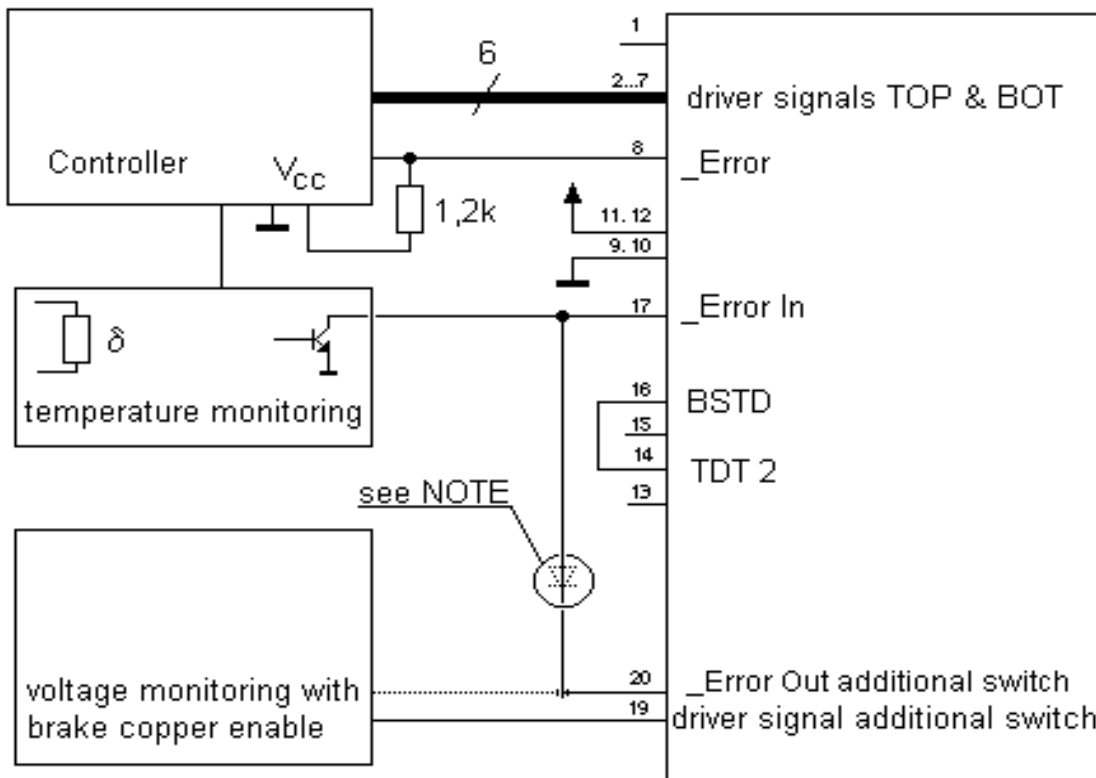 1
6
2...7
driver signals TOP & BOT
Controller
V_CC
8
_Error
1,2k
11. 12
9. 10
17
_Error In
δ
temperature monitoring
16
BSTD
15
14
TDT 2
13
see NOTE
voltage monitoring with
brake copper enable
20
_Error Out additional switch
19
driver signal additional switch